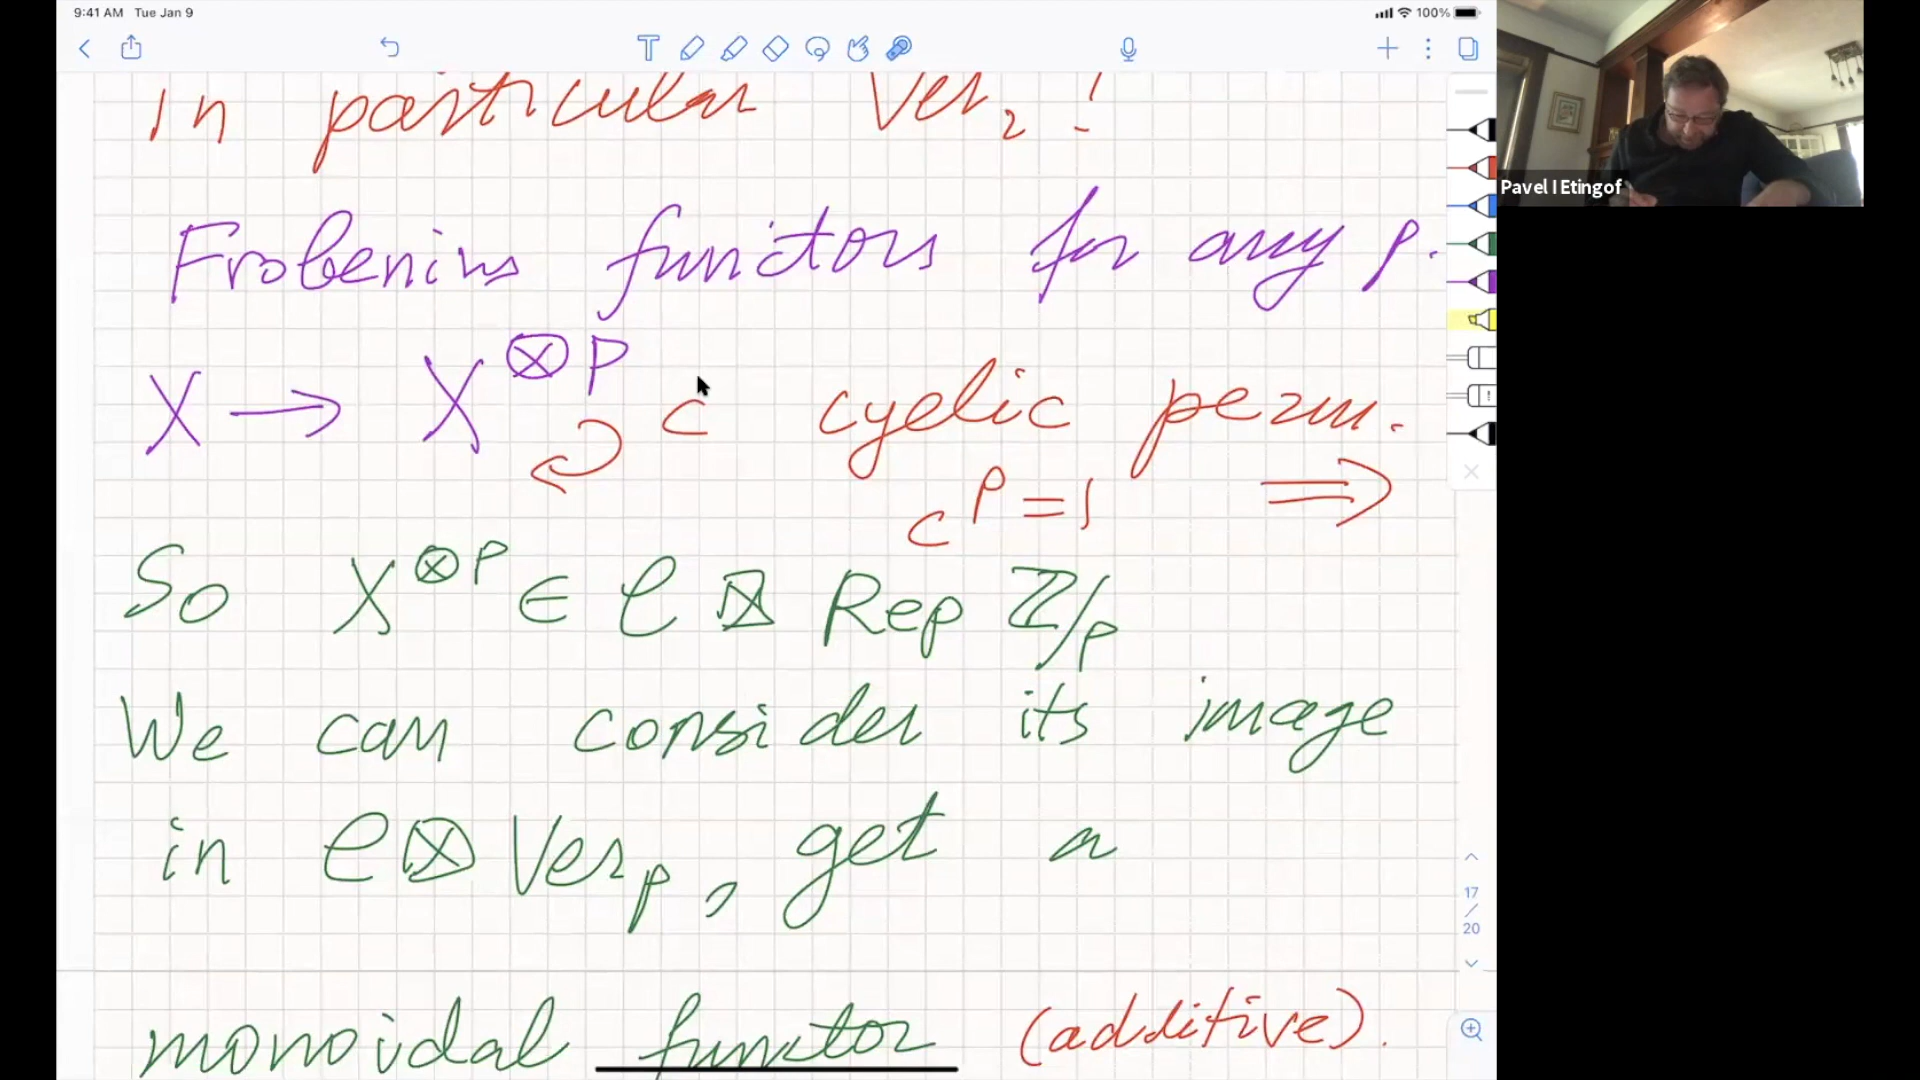 9:41 AM Tue Jan 9
100%
in particular Ver₂!
Frobenius functors for any p.
X → X^⊗p c cyclic perm.
c^p = 1 ⇒
So X^⊗p ∈ C ⊠ Rep ℤ/p
We can consider its image
in C ⊠ Ver_p, get a
monoidal functor (additive).
17
/
20
Pavel I Etingof